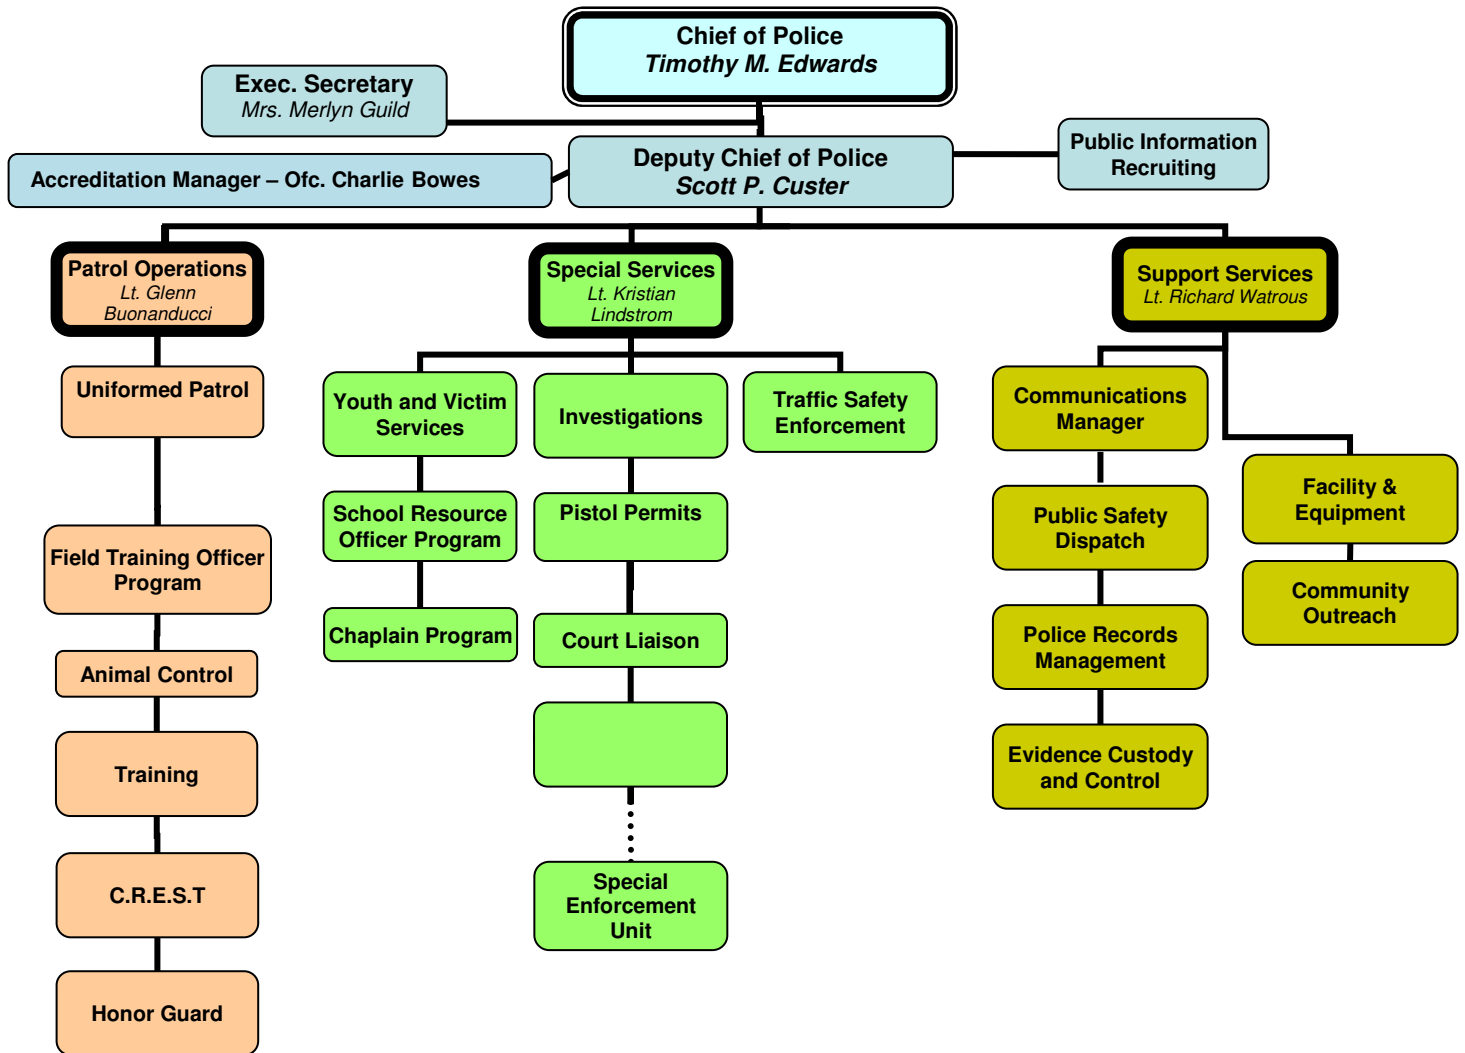 Chief of Police
Timothy M. Edwards
Exec. Secretary
Mrs. Merlyn Guild
Public Information
Recruiting
Deputy Chief of Police
Scott P. Custer
Accreditation Manager – Ofc. Charlie Bowes
Patrol Operations
Lt. Glenn
Buonanducci
Special Services
Lt. Kristian
Lindstrom
Support Services
Lt. Richard Watrous
Uniformed Patrol
Field Training Officer
Program
Animal Control
Training
C.R.E.S.T
Honor Guard
Youth and Victim
Services
School Resource
Officer Program
Chaplain Program
Investigations
Pistol Permits
Court Liaison
Special
Enforcement
Unit
Traffic Safety
Enforcement
Communications
Manager
Public Safety
Dispatch
Police Records
Management
Evidence Custody
and Control
Facility &
Equipment
Community
Outreach